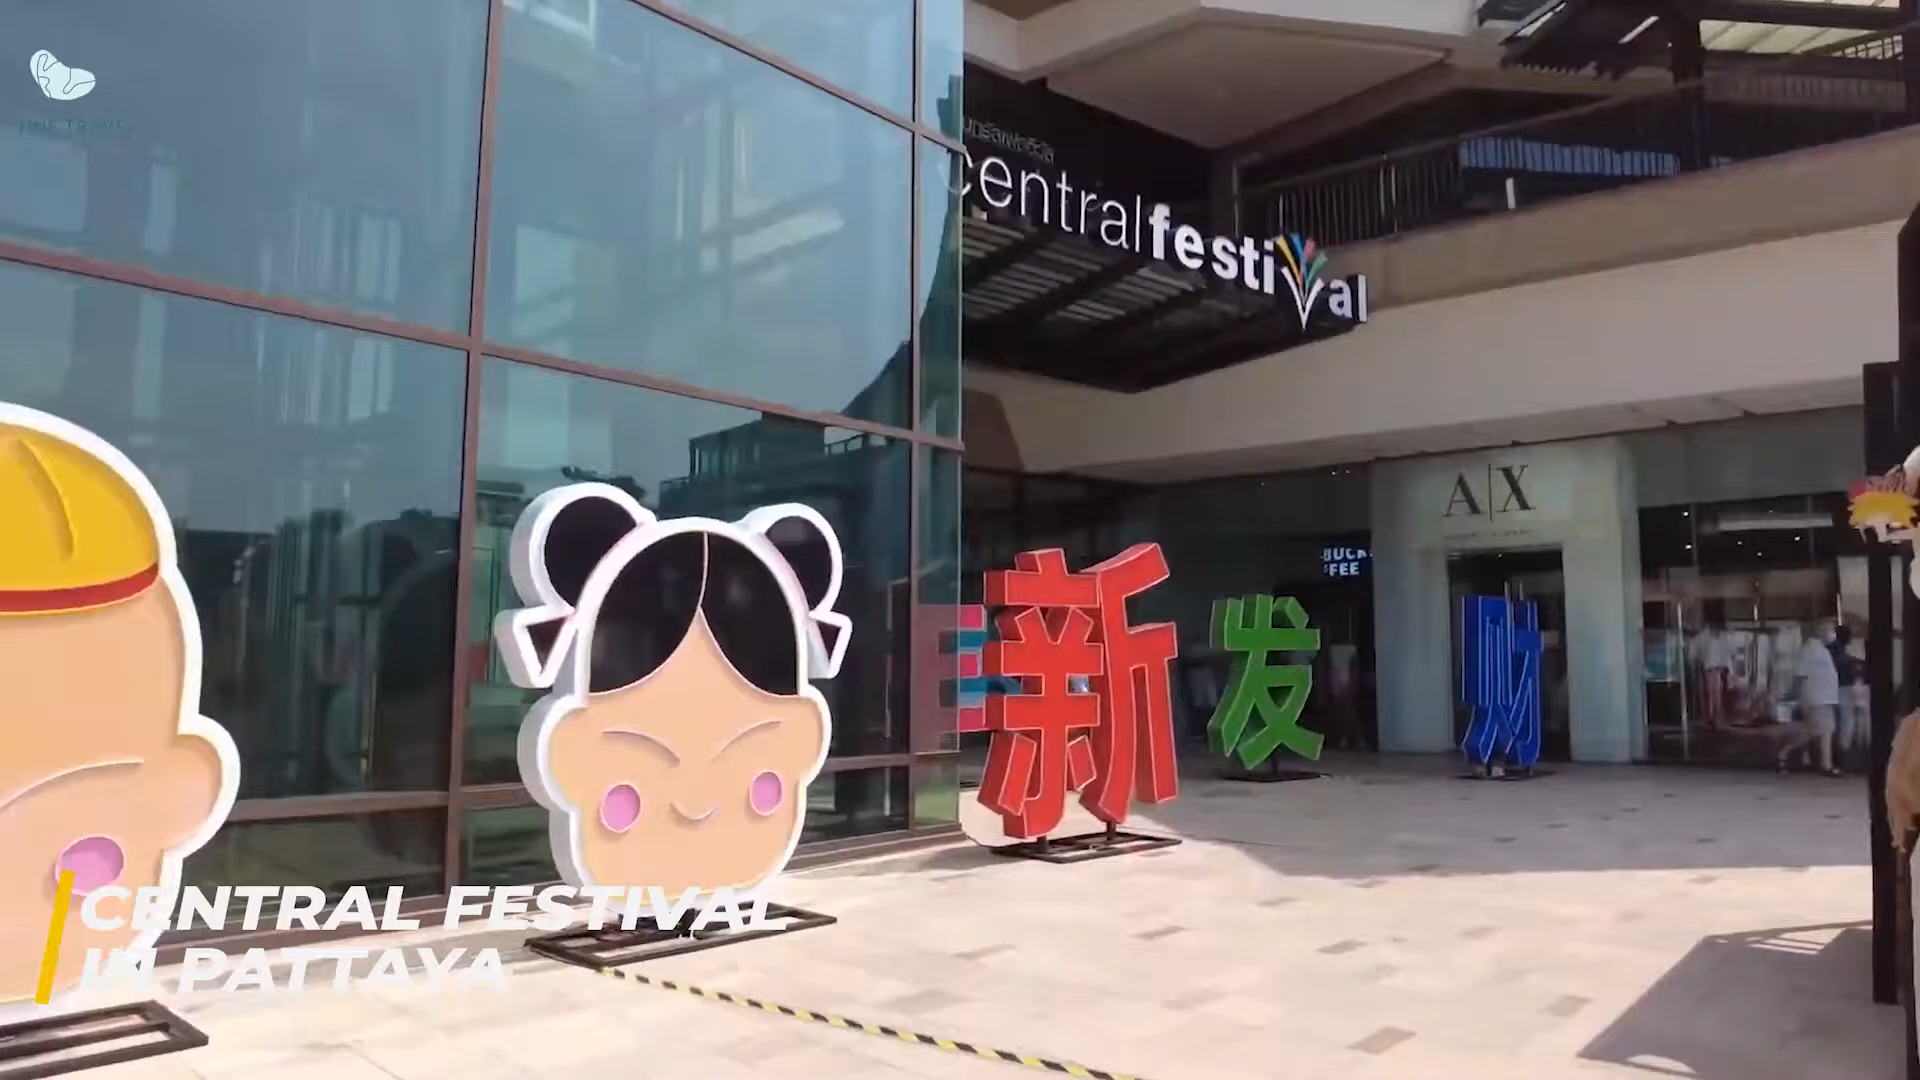 centralfestival
A|X
新
发
财
CENTRAL FESTIVAL
IN PATTAYA